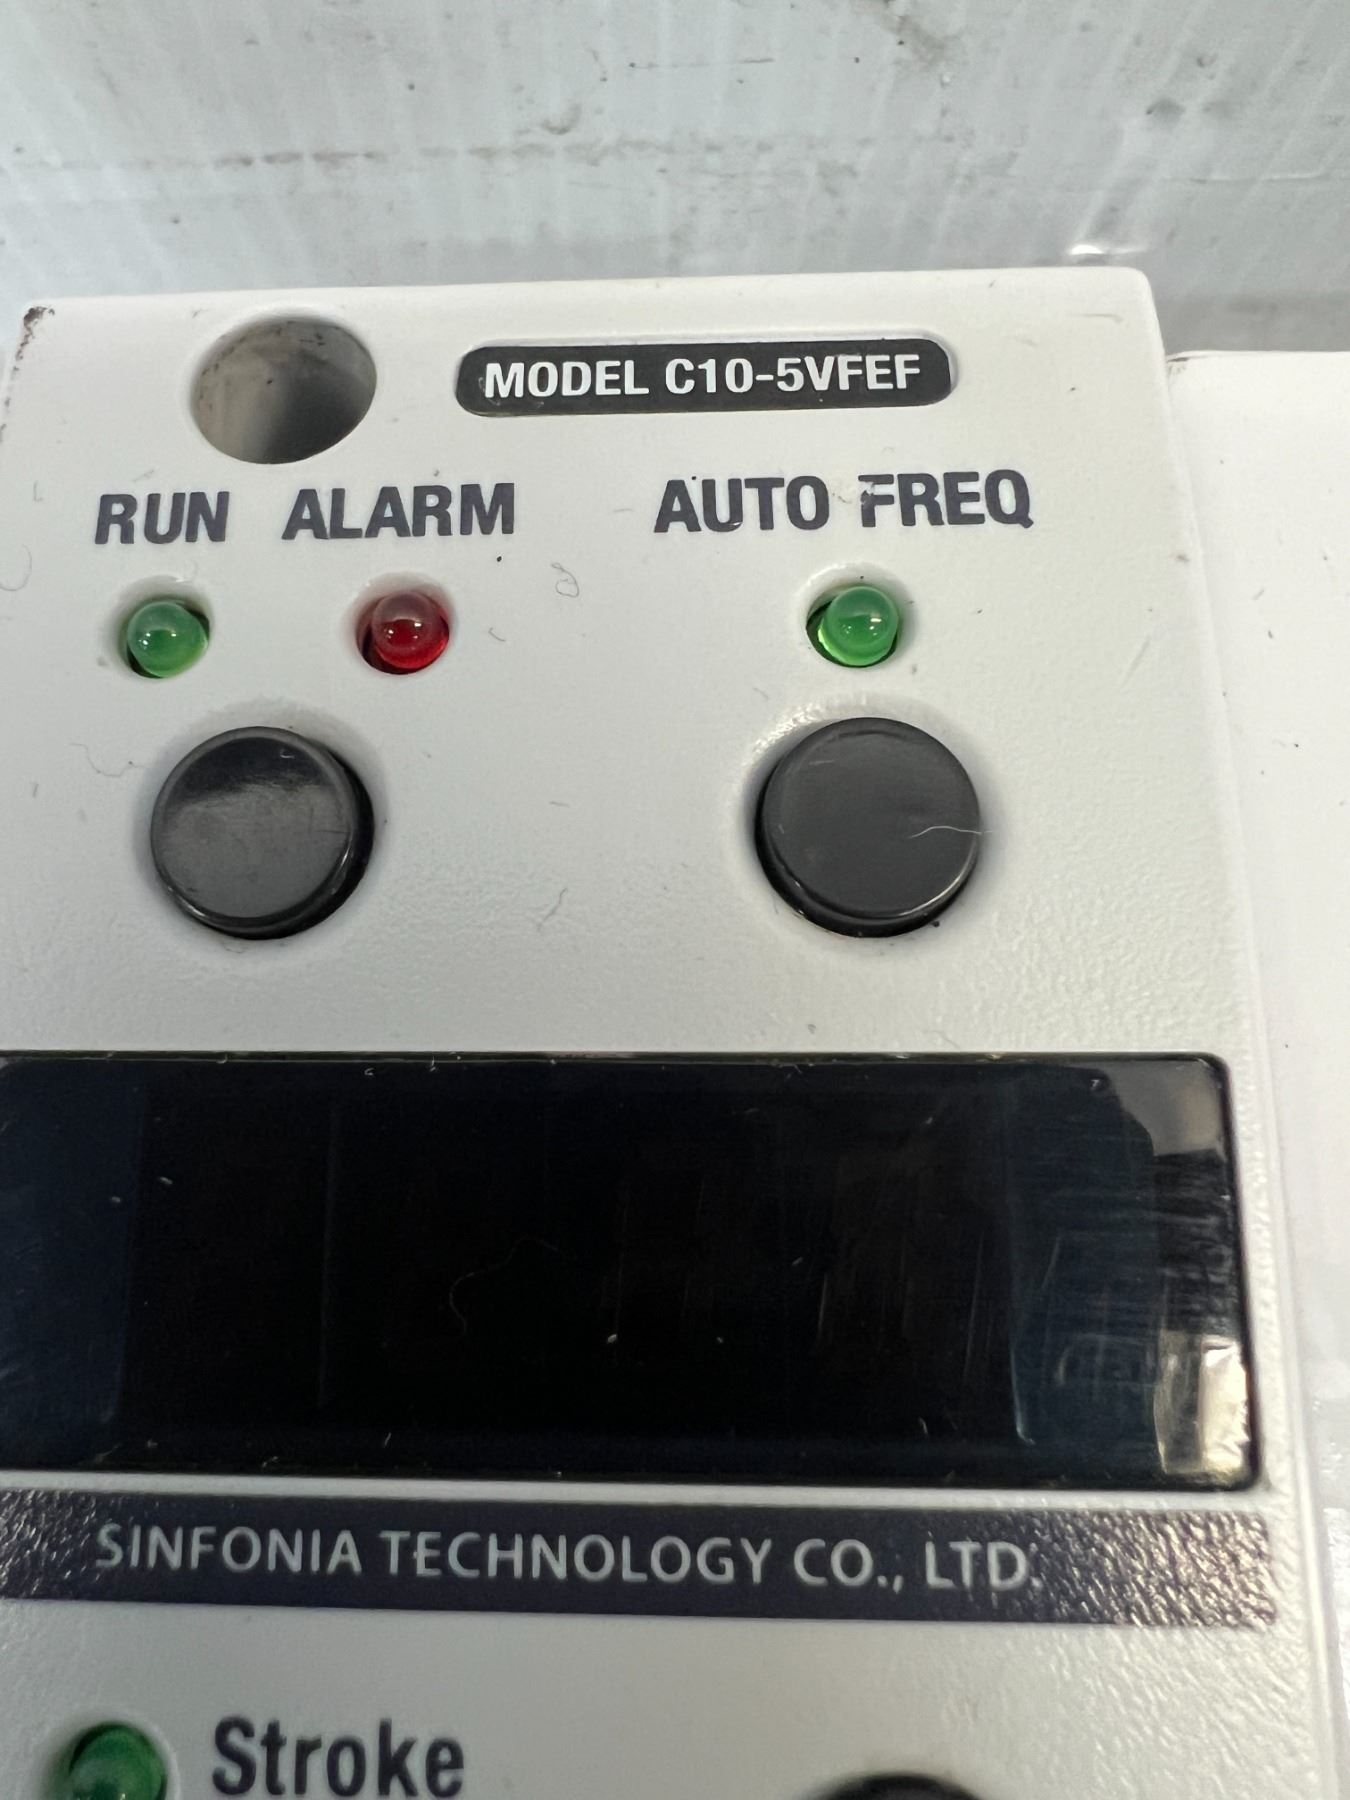 MODEL C10-5VFEF
RUN ALARM AUTO FREQ
SINFONIA TECHNOLOGY CO., LTD.
Stroke